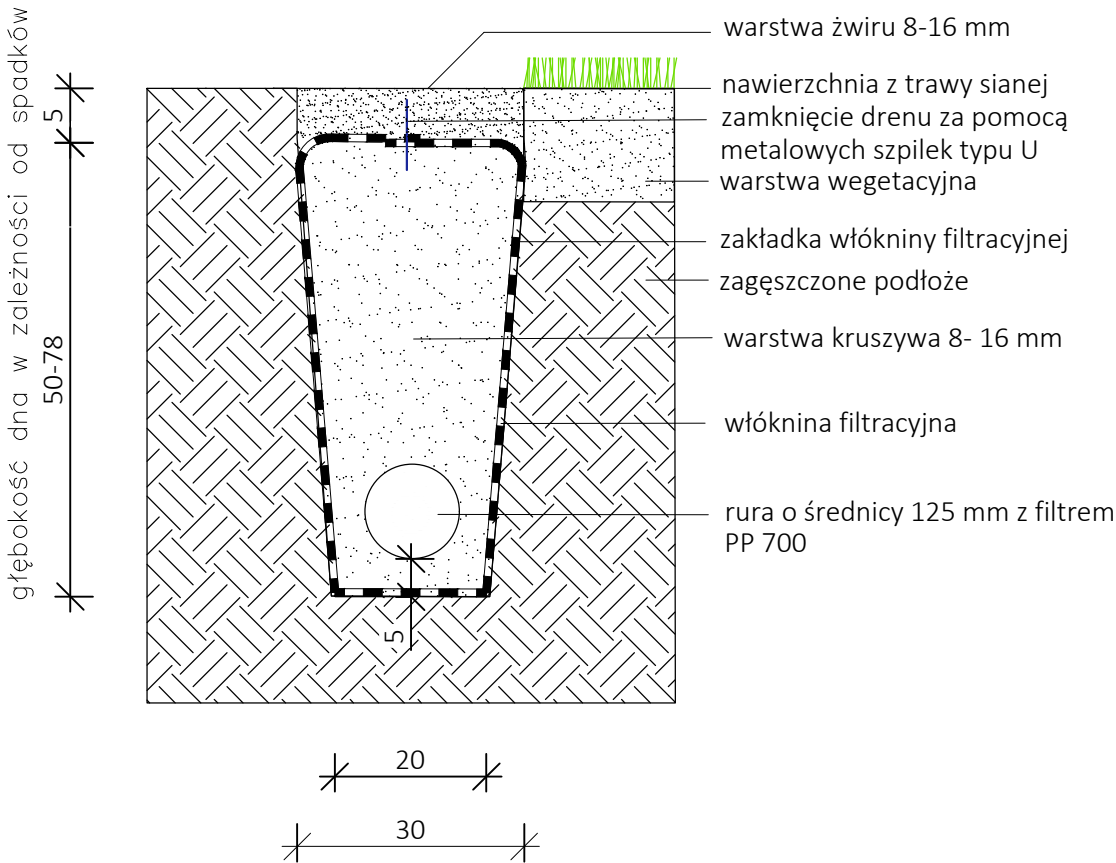 warstwa żwiru 8-16 mm
nawierzchnia z trawy sianej
zamknięcie drenu za pomocą
metalowych szpilek typu U
warstwa wegetacyjna
zakładka włókniny filtracyjnej
zagęszczone podłoże
warstwa kruszywa 8- 16 mm
włóknina filtracyjna
rura o średnicy 125 mm z filtrem
PP 700
głębokość dna w zależności od spadków
5
50-78
5
20
30